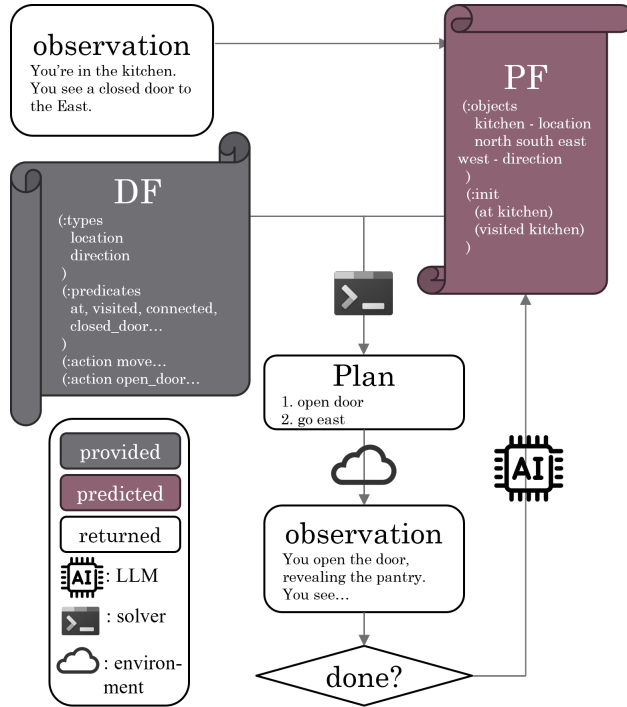 observation
You're in the kitchen.
You see a closed door to
the East.
PF
(:objects
kitchen - location
north south east
west - direction
)
(:init
(at kitchen)
(visited kitchen)
)
DF
(:types
location
direction
)
(:predicates
at, visited, connected,
closed_door…
)
(:action move…
(:action open_door…
Plan
1. open door
2. go east
AI
observation
You open the door,
revealing the pantry.
You see…
done?
provided
predicted
returned
AI : LLM
: solver
: environ-
ment